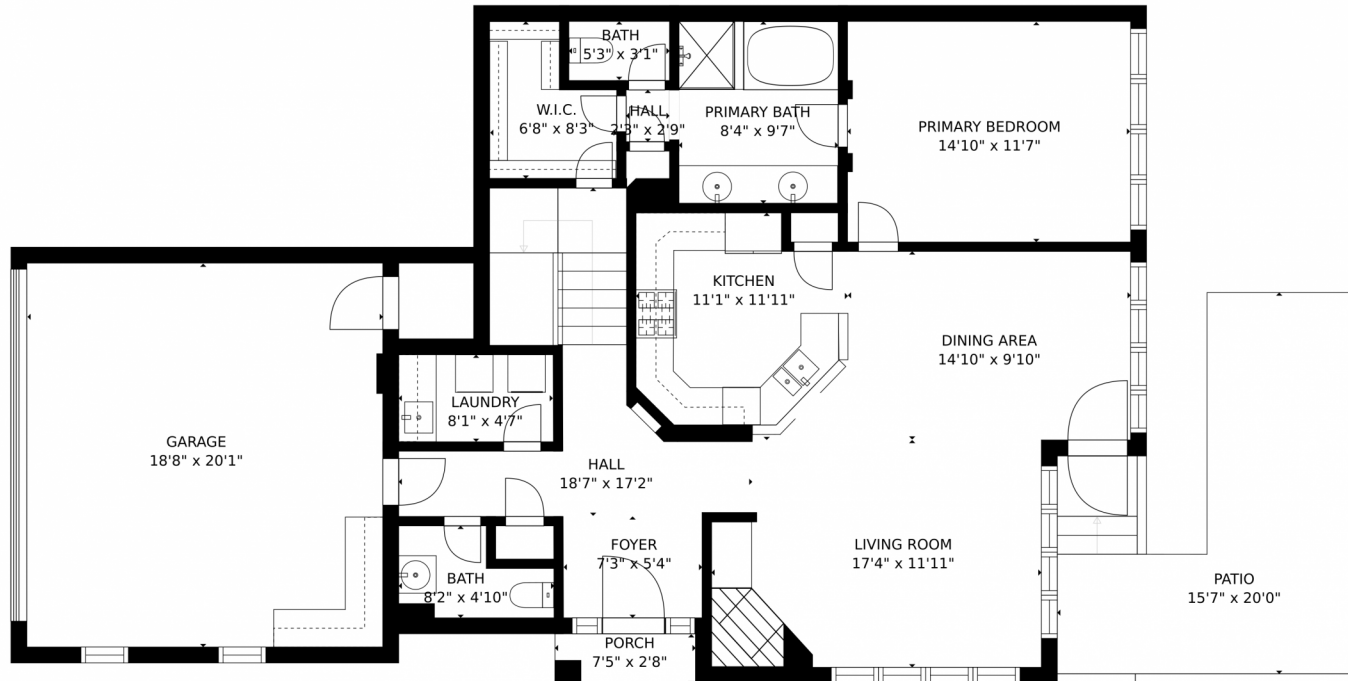 BATH
5'3" x 3'1"
W.I.C.
6'8" x 8'3"
HALL
2'3" x 2'9"
PRIMARY BATH
8'4" x 9'7"
PRIMARY BEDROOM
14'10" x 11'7"
KITCHEN
11'1" x 11'11"
DINING AREA
14'10" x 9'10"
LAUNDRY
8'1" x 4'7"
GARAGE
18'8" x 20'1"
HALL
18'7" x 17'2"
FOYER
7'3" x 5'4"
LIVING ROOM
17'4" x 11'11"
BATH
8'2" x 4'10"
PATIO
15'7" x 20'0"
PORCH
7'5" x 2'8"